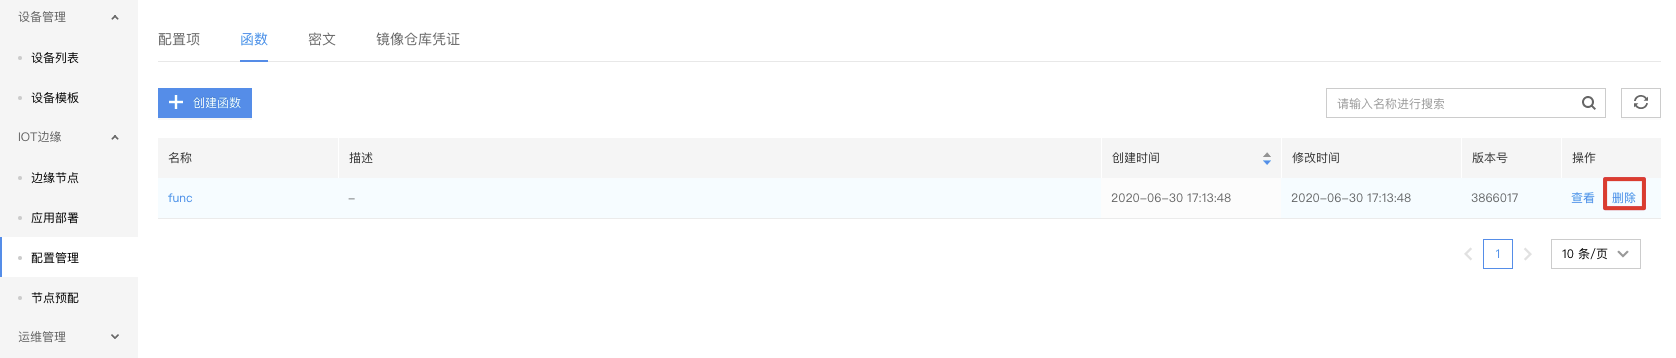 设备管理
设备列表
设备模板
IOT边缘
边缘节点
应用部署
配置管理
节点预配
运维管理
配置项 函数 密文 镜像仓库凭证
创建函数 请输入名称进行搜索
名称 描述 创建时间 修改时间 版本号 操作
func – 2020-06-30 17:13:48 2020-06-30 17:13:48 3866017 查看 删除
1 10 条/页